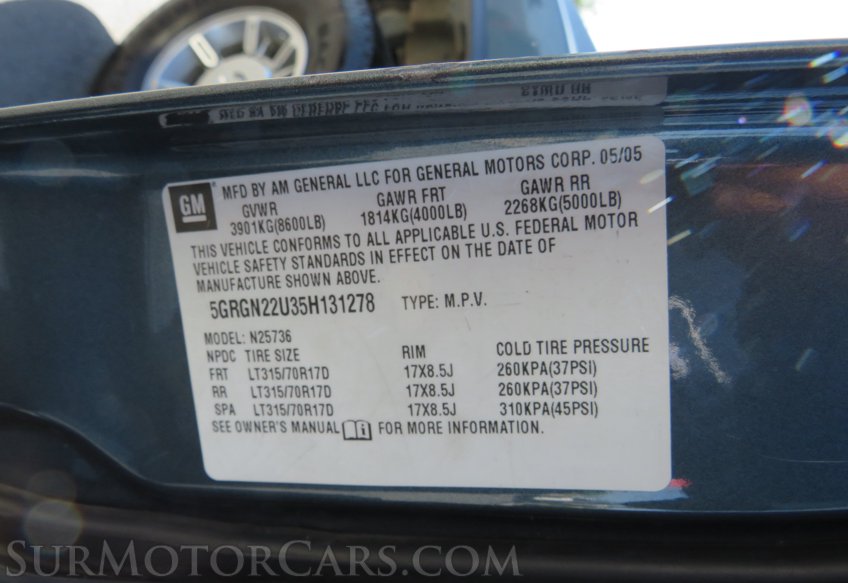 GM
MFD BY AM GENERAL LLC FOR GENERAL MOTORS CORP. 05/05
GVWR GAWR FRT GAWR RR
3901KG(8600LB) 1814KG(4000LB) 2268KG(5000LB)
THIS VEHICLE CONFORMS TO ALL APPLICABLE U.S. FEDERAL MOTOR
VEHICLE SAFETY STANDARDS IN EFFECT ON THE DATE OF
MANUFACTURE SHOWN ABOVE.
5GRGN22U35H131278 TYPE: M.P.V.
MODEL: N25736
NPDC TIRE SIZE RIM COLD TIRE PRESSURE
FRT LT315/70R17D 17X8.5J 260KPA(37PSI)
RR LT315/70R17D 17X8.5J 260KPA(37PSI)
SPA LT315/70R17D 17X8.5J 310KPA(45PSI)
SEE OWNER'S MANUAL FOR MORE INFORMATION.
SurMotorCars.com